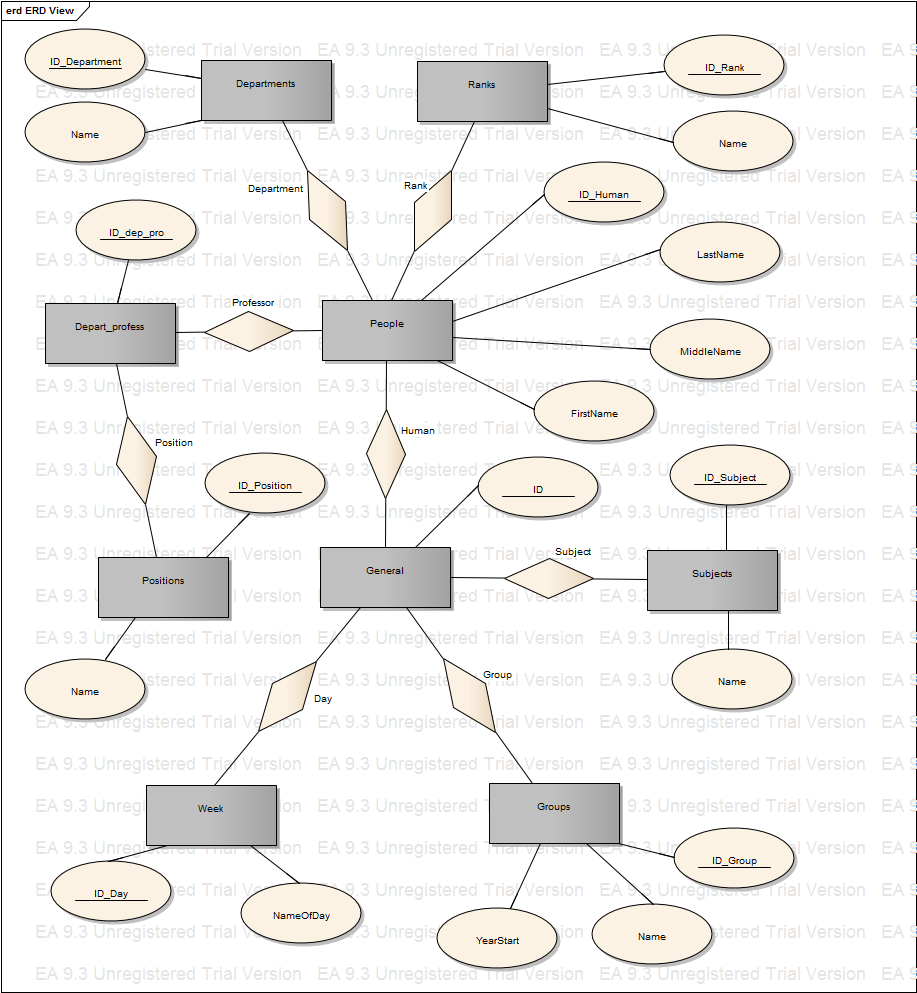 erd ERD View
EA 9.3 Unregistered Trial Version
ID_Department
Departments
Ranks
ID_Rank
Name
Name
Department
Rank
ID_Human
ID_dep_pro
LastName
Professor
Depart_profess
People
MiddleName
FirstName
Human
Position
ID_Position
ID
ID_Subject
Subject
General
Subjects
Positions
Name
Day
Group
Name
Week
Groups
ID_Day
NameOfDay
ID_Group
YearStart
Name